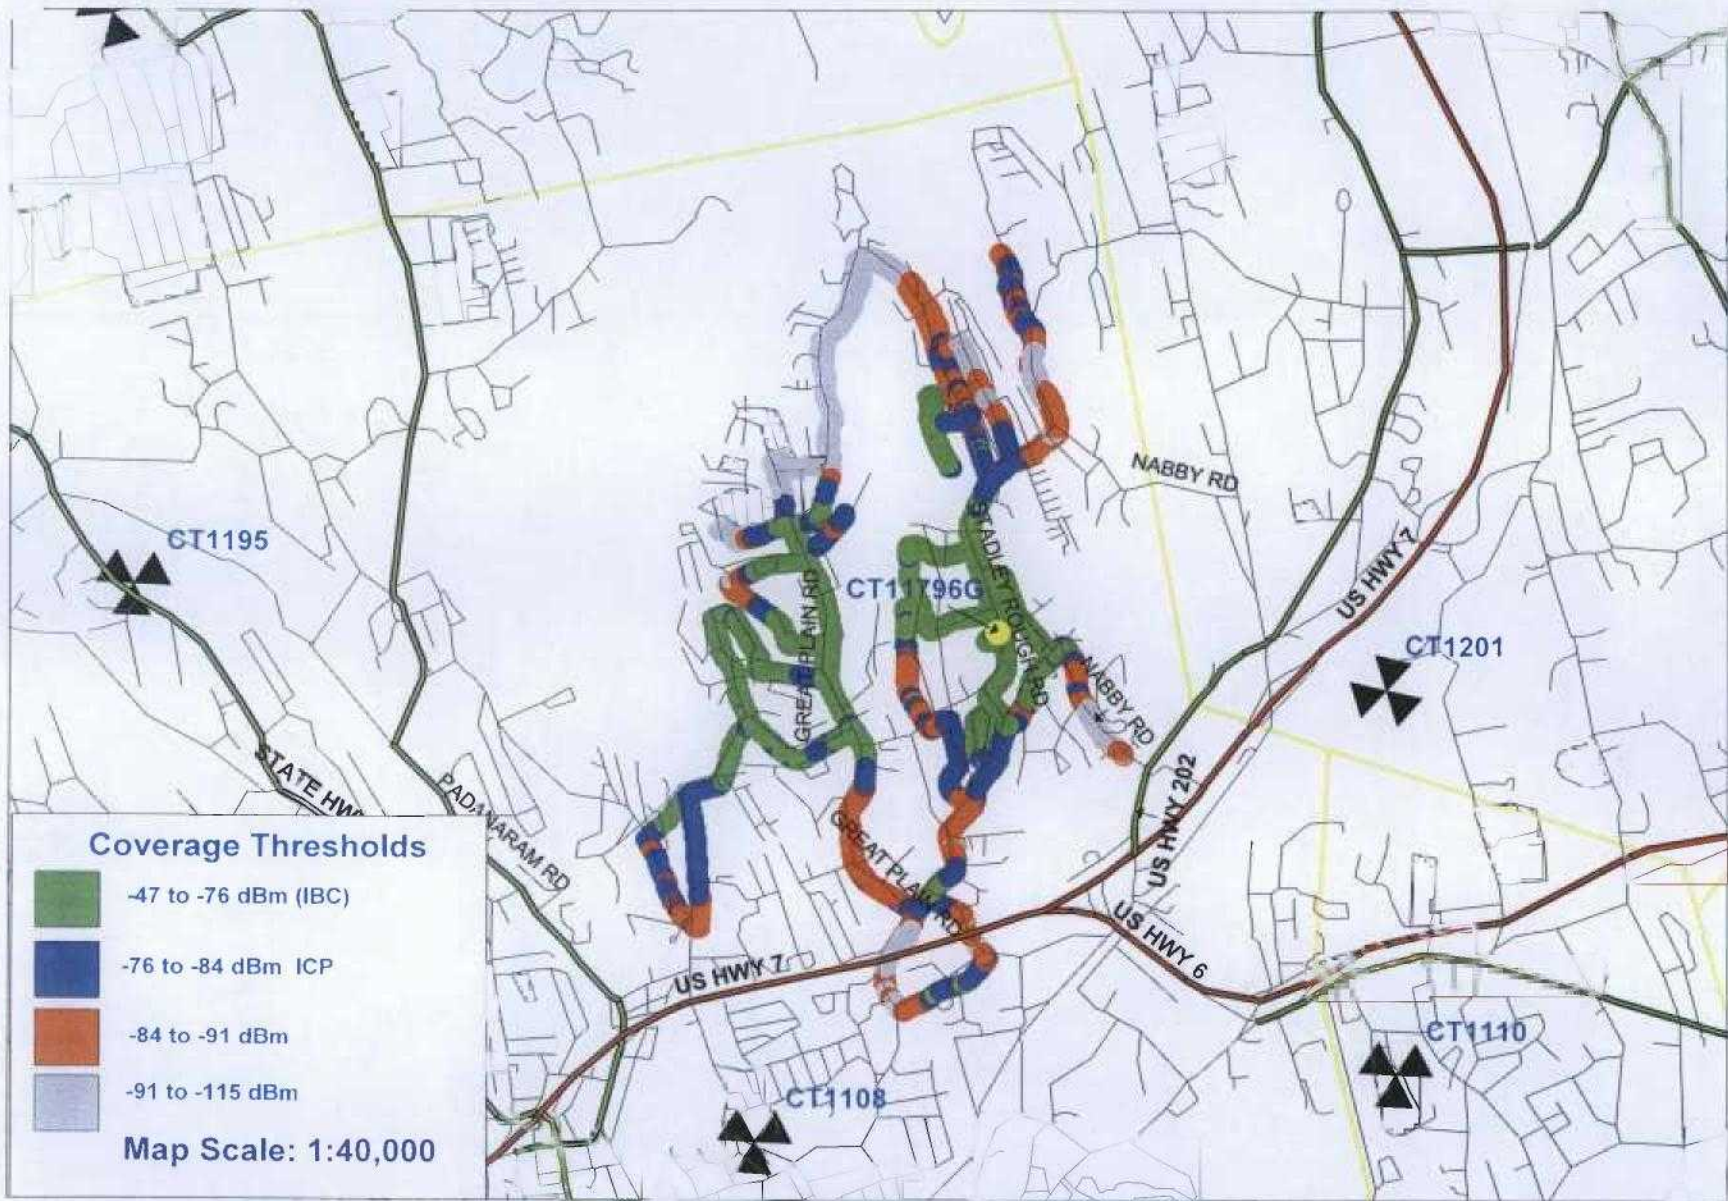 NABBY RD
CT1195
US HWY 7
CT11796G
STADLEY ROUGH RD
GREAT PLAIN RD
CT1201
NABBY RD
STATE HWY
PADANARAM RD
US HWY 202
GREAT PLAIN RD
US HWY 6
US HWY 7
CT1110
CT1108
Coverage Thresholds
-47 to -76 dBm (IBC)
-76 to -84 dBm ICP
-84 to -91 dBm
-91 to -115 dBm
Map Scale: 1:40,000